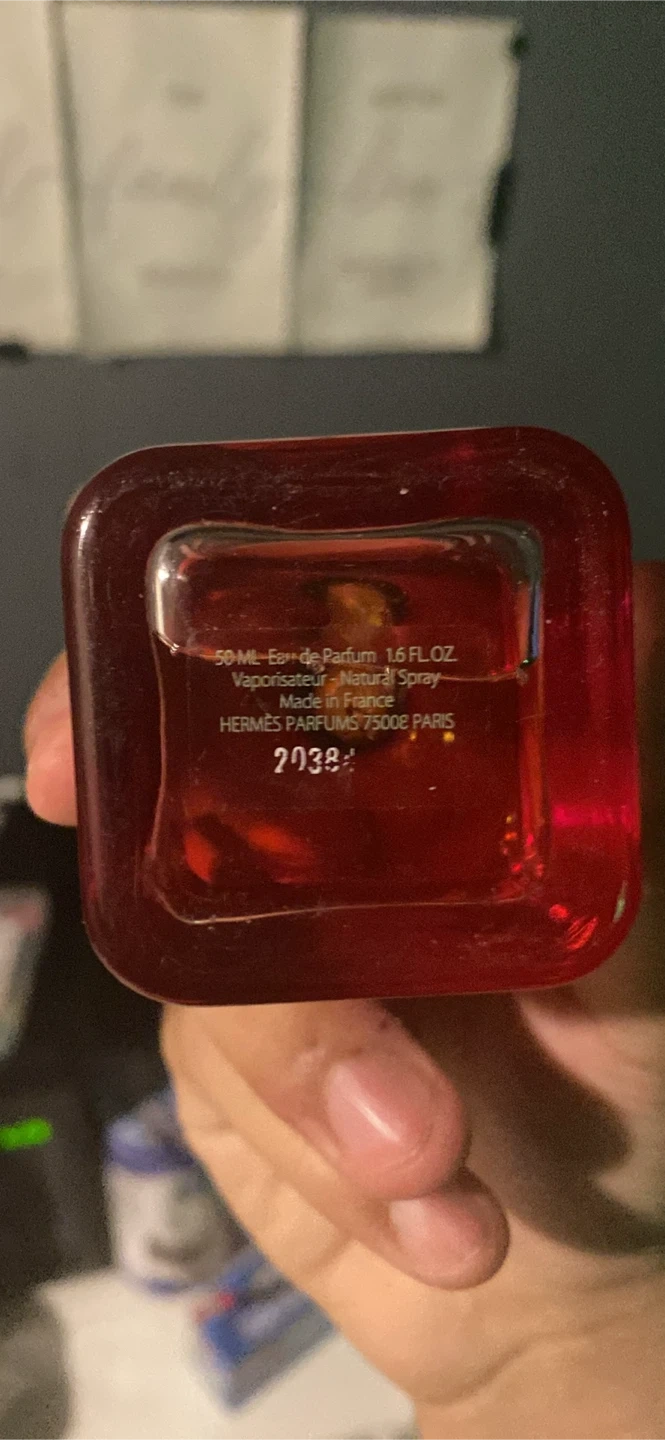 50 ML Eau de Parfum 1.6 FL.OZ.
Vaporisateur - Natural Spray
Made in France
HERMÈS PARFUMS 75008 PARIS